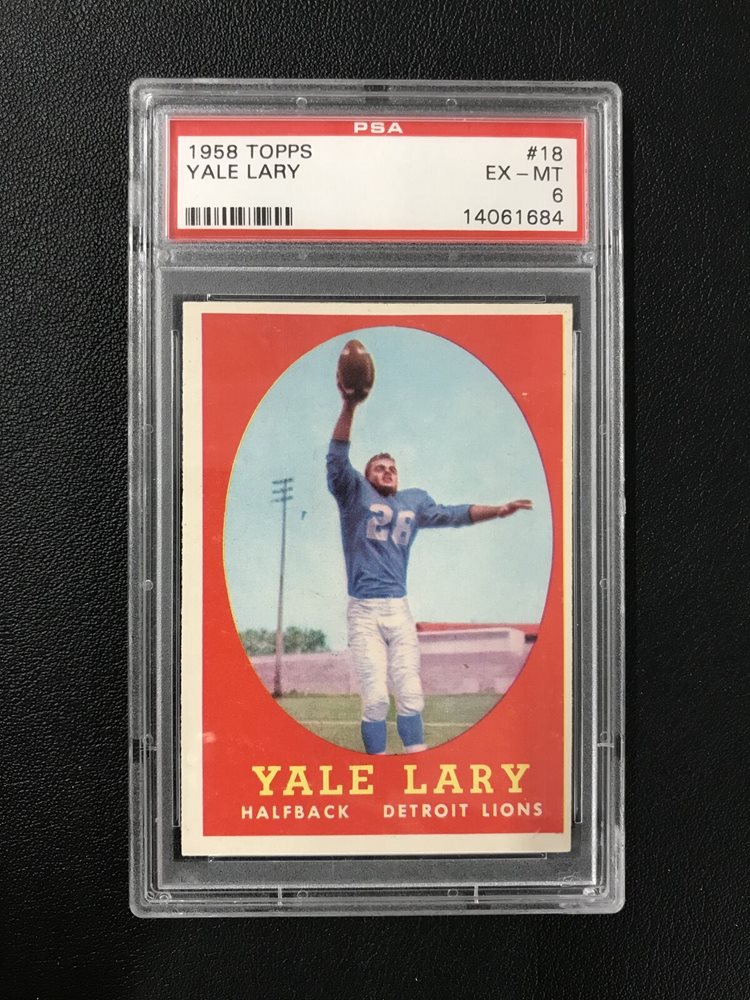 PSA
1958 TOPPS #18
YALE LARY EX-MT
6
14061684
28
YALE LARY
HALFBACK DETROIT LIONS